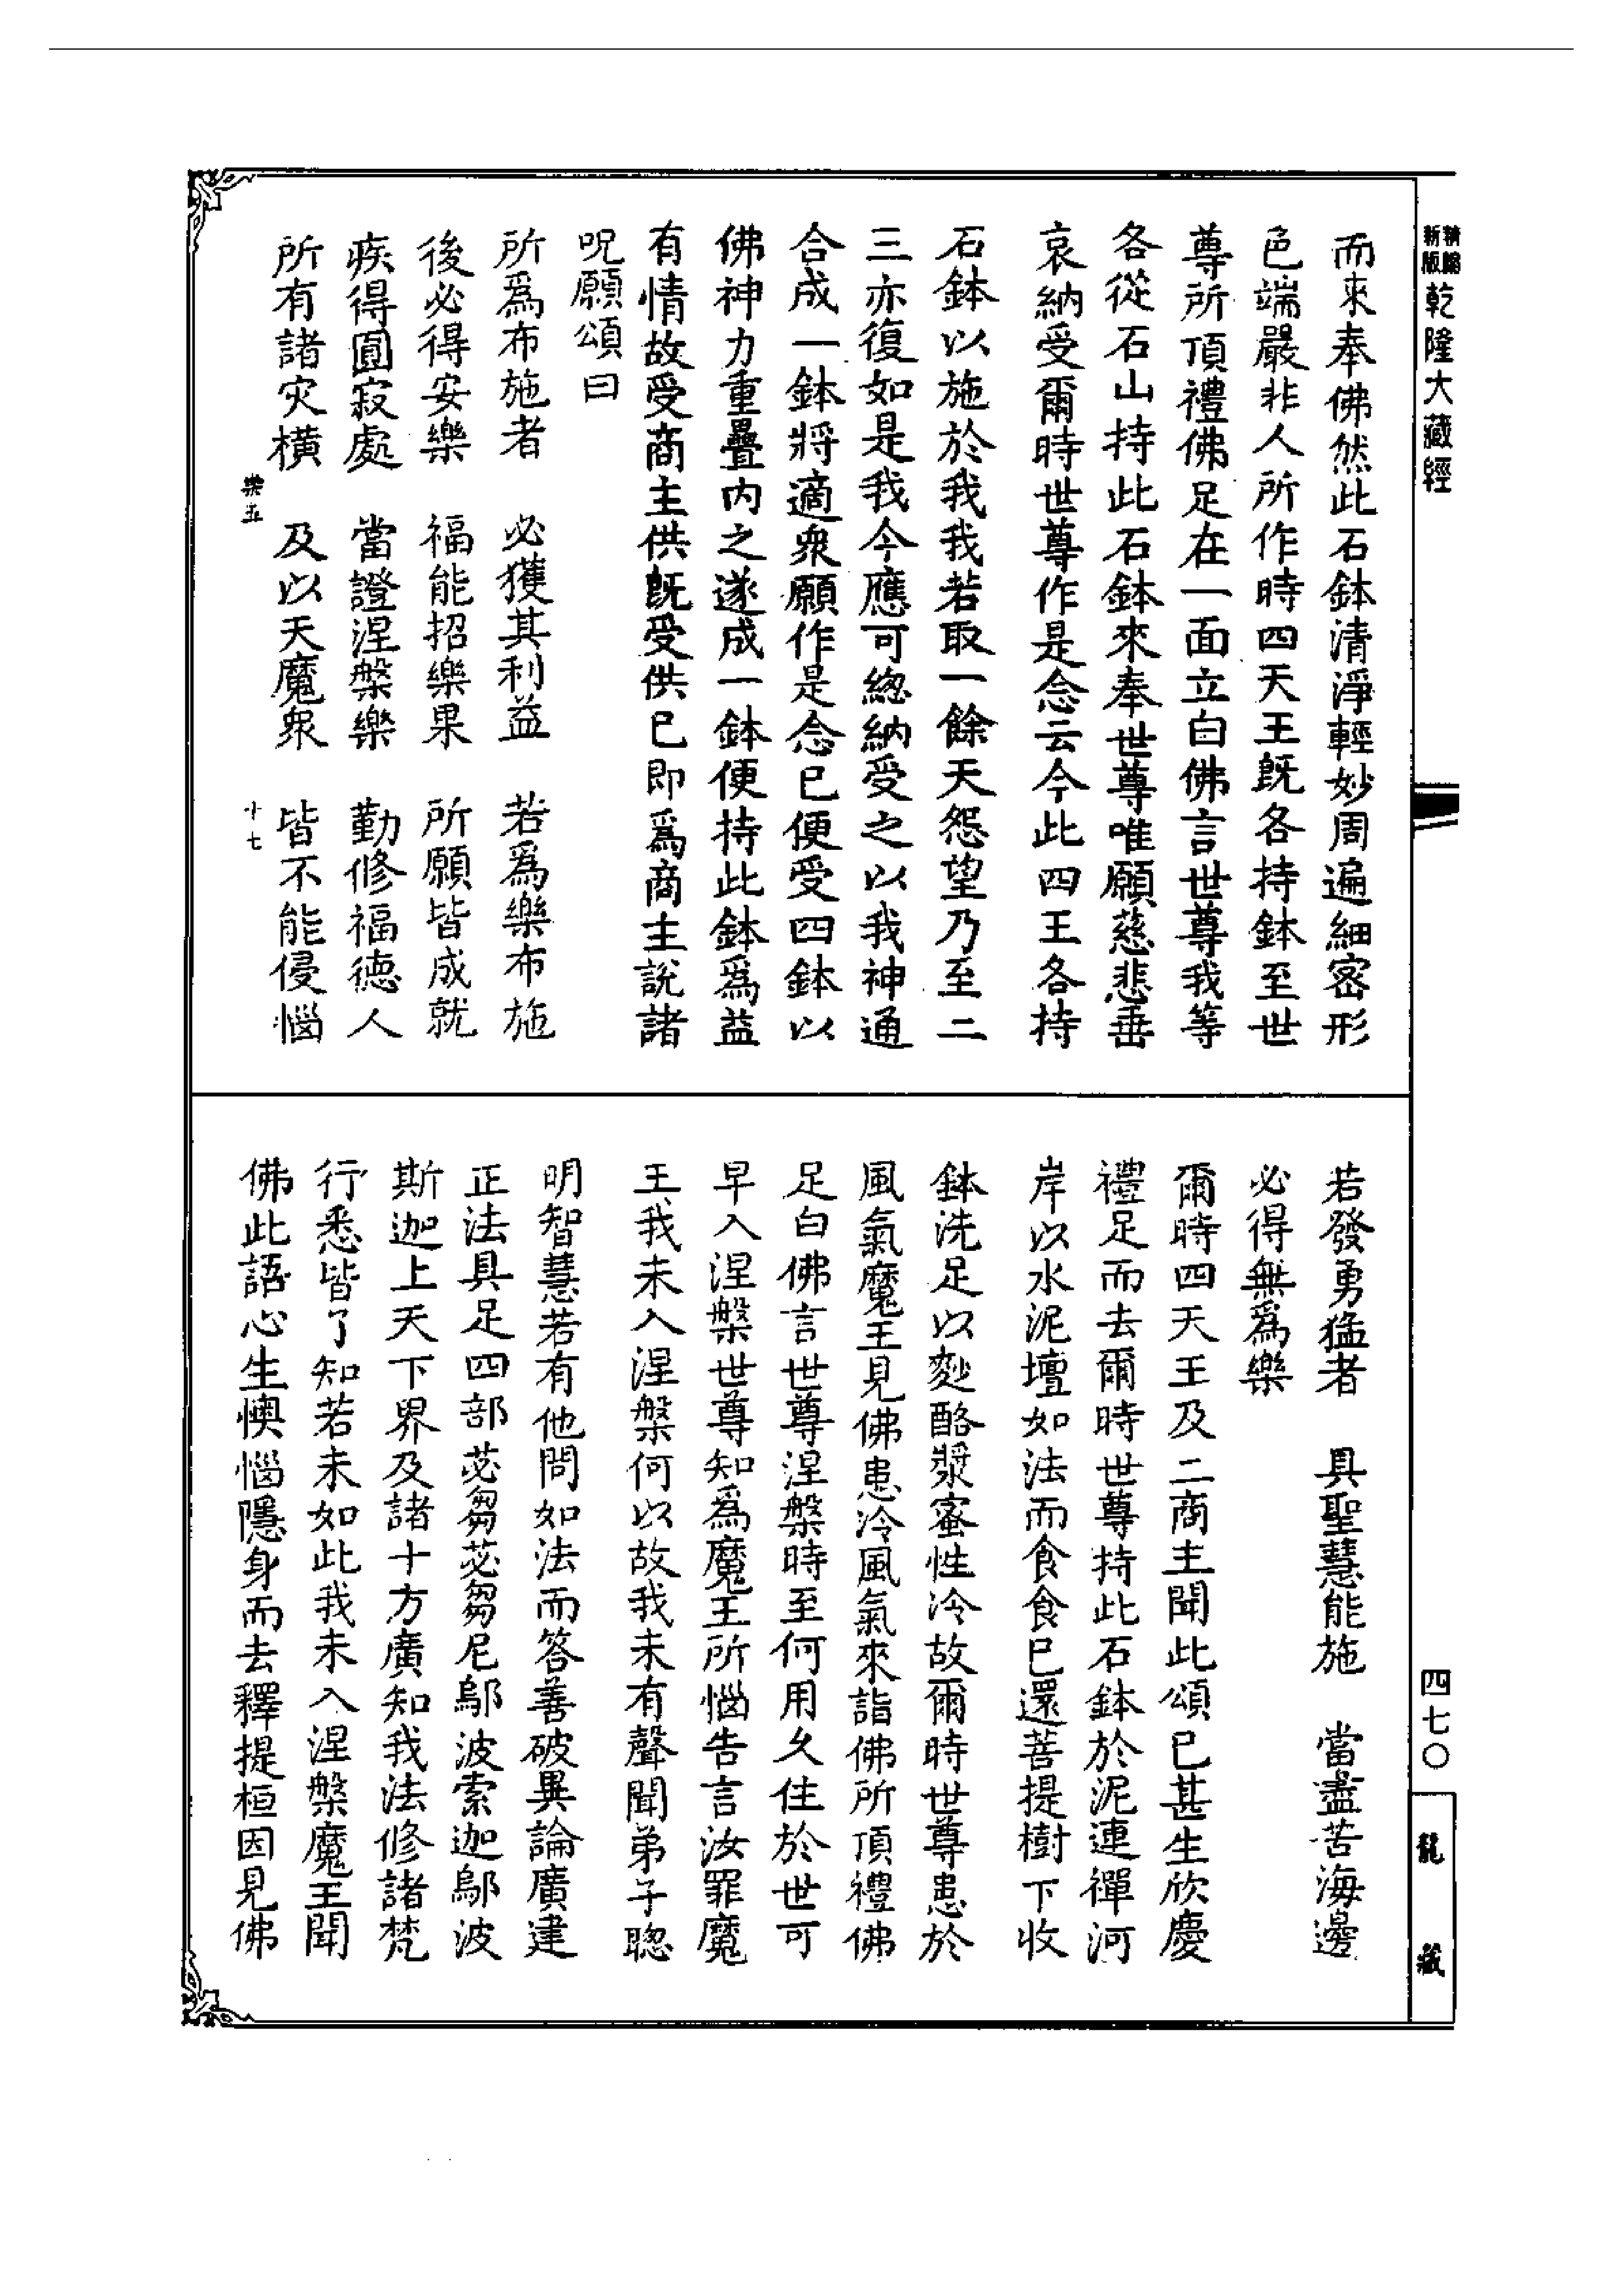 新版
乾隆大藏經
四七〇
龍藏
而來奉佛然此石鉢清淨輕妙周遍細密形
色端嚴非人所作時四天王旣各持鉢至世
尊所頂禮佛足在一面立白佛言世尊我等
各從石山持此石鉢來奉世尊唯願慈悲垂
哀納受爾時世尊作是念云今此四王各持
石鉢以施於我我若取一餘天怨望乃至二
三亦復如是我今應可緫納受之以我神通
合成一鉢將適衆願作是念已便受四鉢以
佛神力重疊內之遂成一鉢便持此鉢爲益
有情故受商主供旣受供已即爲商主說諸
呪願頌曰
所爲布施者　必獲其利益　若爲樂布施
後必得安樂　福能招樂果　所願皆成就
疾得圓寂處　當證涅槃樂　勤修福德人
所有諸灾橫　及以天魔衆　皆不能侵惱
樂五　十七
若發勇猛者　具聖慧能施　當盡苦海邊
必得無爲樂
爾時四天王及二商主聞此頌已甚生欣慶
禮足而去爾時世尊持此石鉢於泥連禪河
岸以水泥壇如法而食食已還菩提樹下收
鉢洗足以麨酪漿蜜性冷故爾時世尊患於
風氣魔王見佛患冷風氣來詣佛所頂禮佛
足白佛言世尊涅槃時至何用久住於世可
早入涅槃世尊知爲魔王所惱告言汝罪魔
王我未入涅槃何以故我未有聲聞弟子聦
明智慧若有他問如法而答善破異論廣建
正法具足四部苾芻苾芻尼鄔波索迦鄔波
斯迦上天下界及諸十方廣知我法修諸梵
行悉皆了知若未如此我未入涅槃魔王聞
佛此語心生懊惱隱身而去釋提桓因見佛